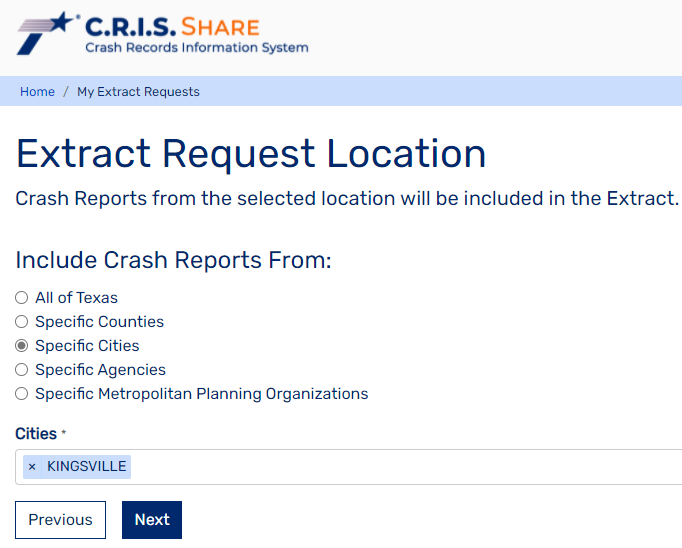 C.R.I.S. SHARE
Crash Records Information System
Home / My Extract Requests
Extract Request Location
Crash Reports from the selected location will be included in the Extract.
Include Crash Reports From:
All of Texas
Specific Counties
Specific Cities
Specific Agencies
Specific Metropolitan Planning Organizations
Cities *
× KINGSVILLE
Previous Next